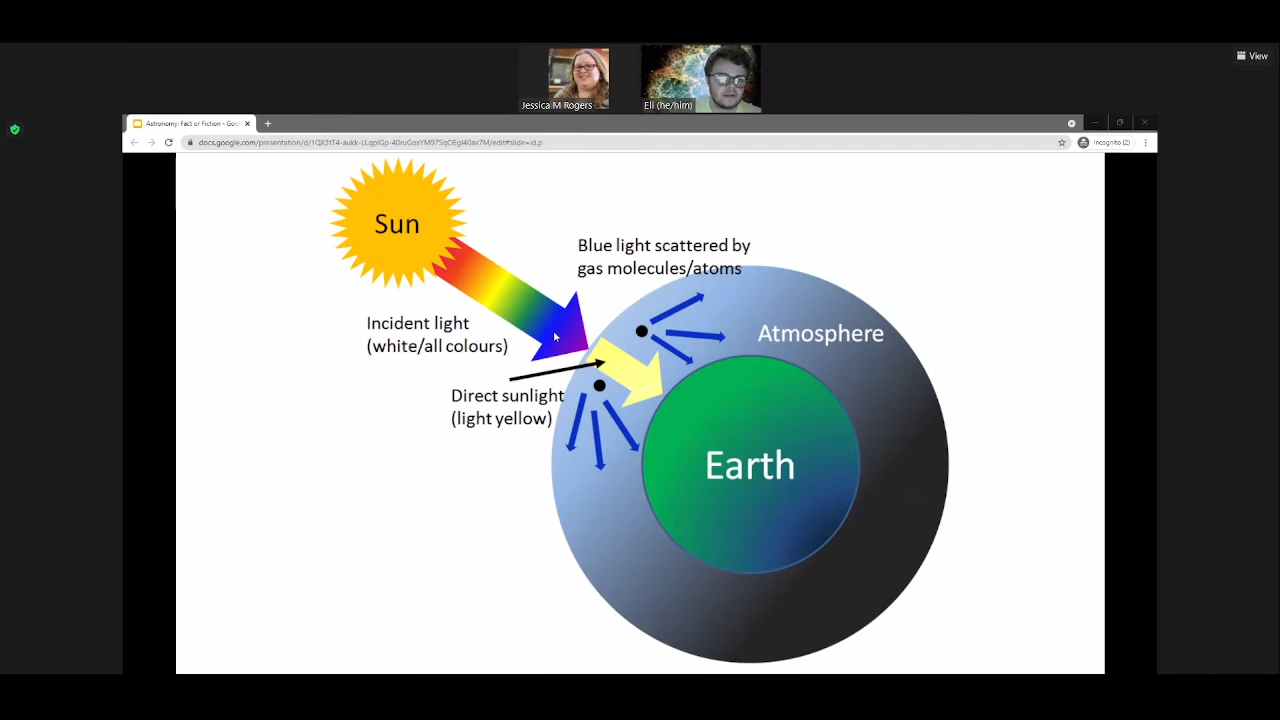 View
Jessica M Rogers
Eli (he/him)
Astronomy: Fact or Fiction - Goo
Incognito (2)
Sun
Blue light scattered by
gas molecules/atoms
Incident light
(white/all colours)
Atmosphere
Direct sunlight
(light yellow)
Earth